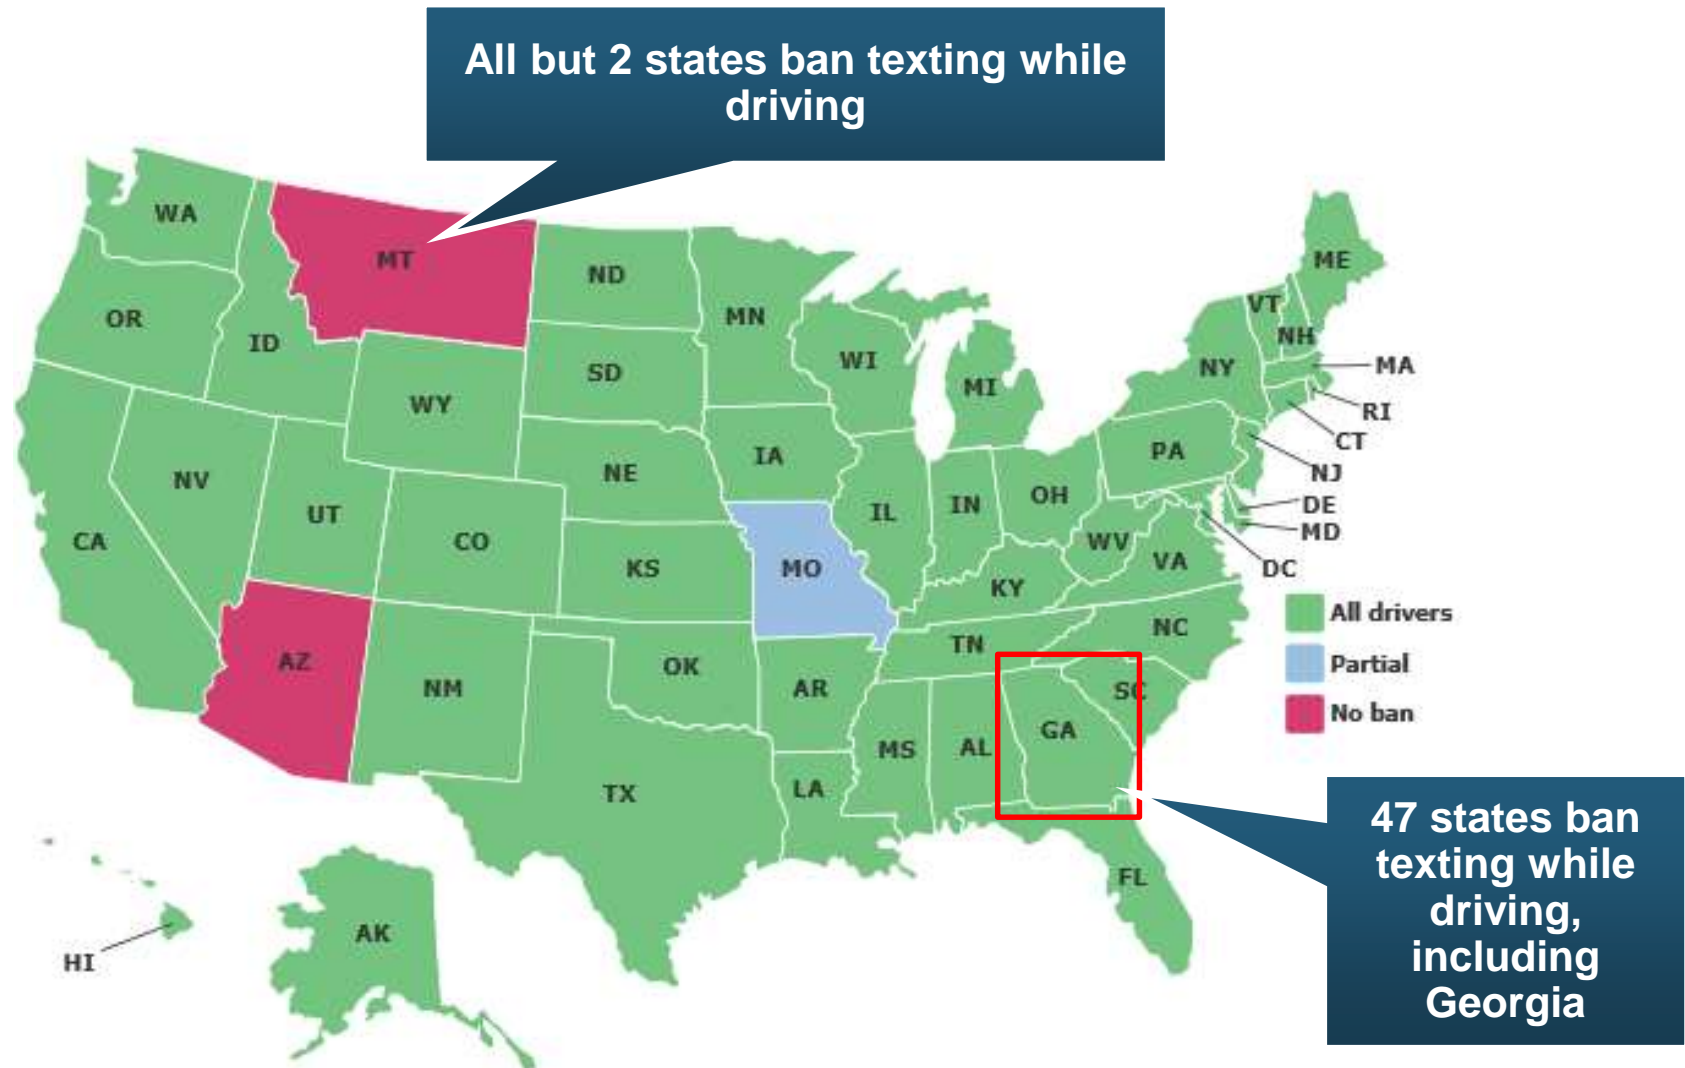 All but 2 states ban texting while
driving
WA
MT
ND
ME
OR
ID
MN
VT
NH
WI
SD
NY
MA
MI
WY
RI
CT
IA
PA
NE
NJ
NV
OH
IN
DE
UT
IL
MD
CA
CO
WV
VA
KS
MO
DC
KY
All drivers
NC
TN
AZ
Partial
OK
NM
AR
SC
No ban
GA
MS
AL
TX
LA
47 states ban
texting while
driving,
including
Georgia
FL
AK
HI